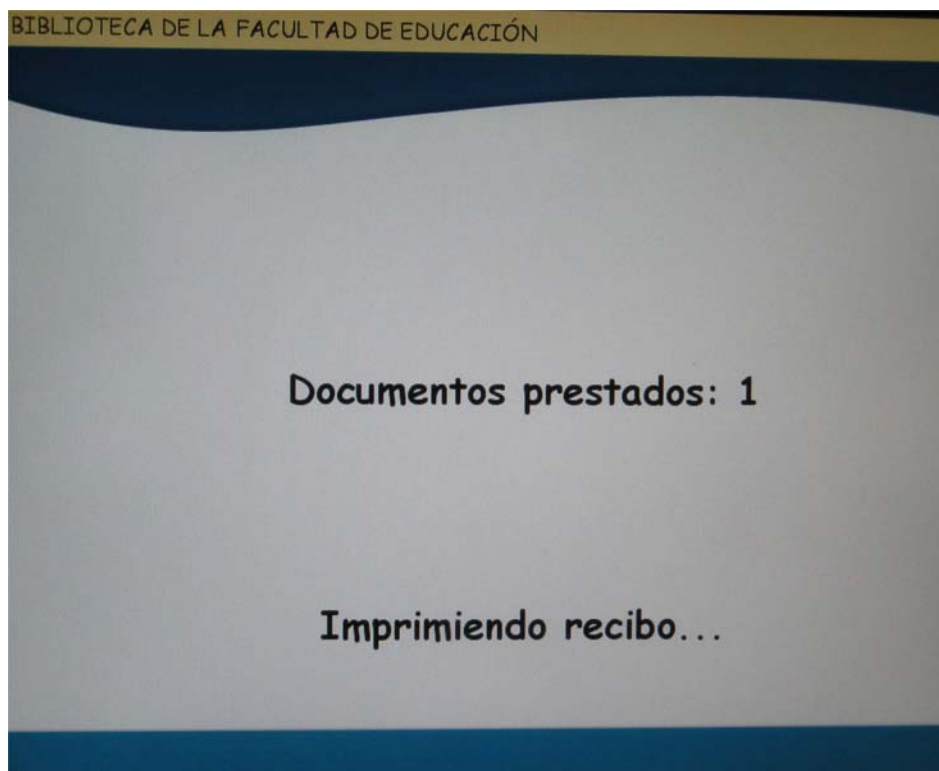 BIBLIOTECA DE LA FACULTAD DE EDUCACIÓN
Documentos prestados: 1
Imprimiendo recibo...